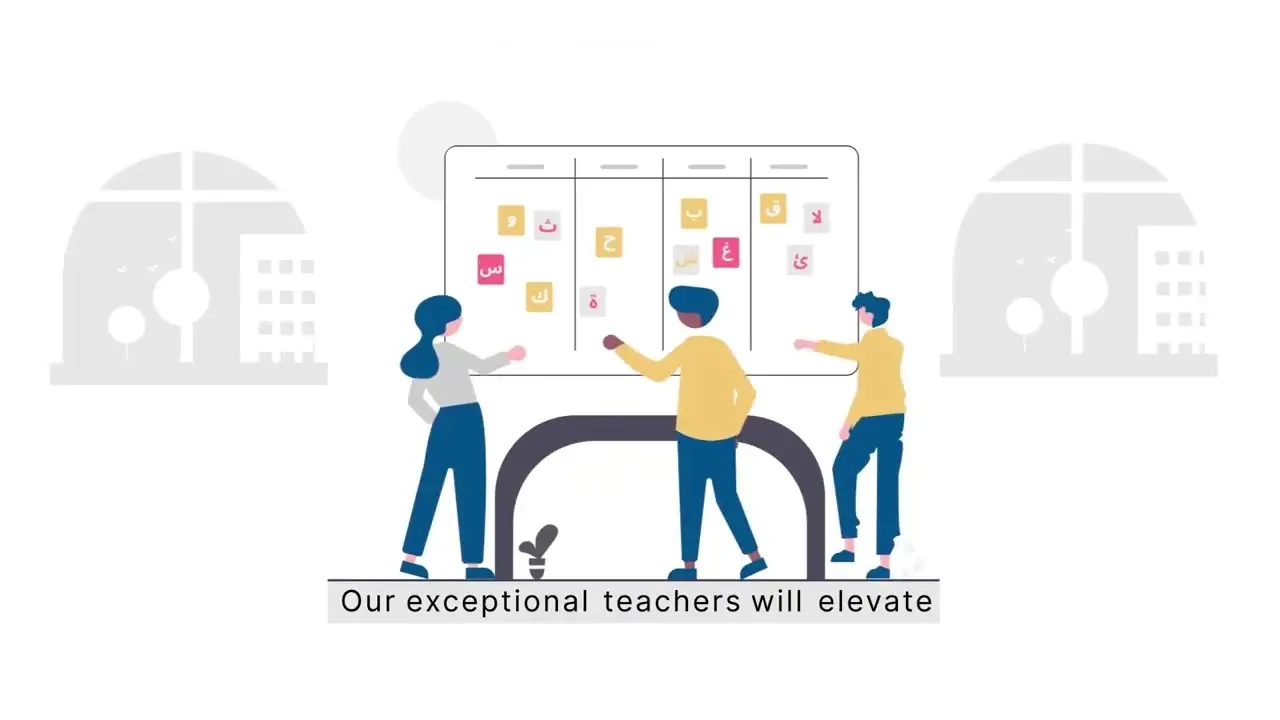 و
ث
س
ك
ح
ة
ب
ش
غ
ق
لا
ئ
Our exceptional teachers will elevate